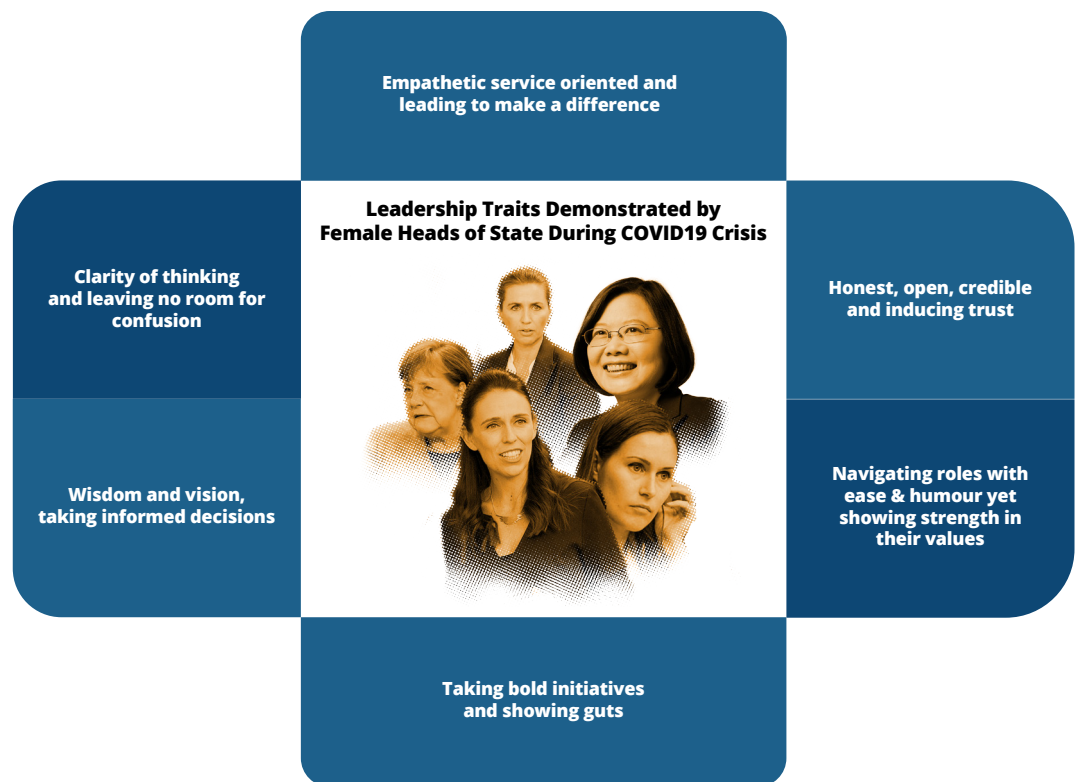 Empathetic service oriented and
leading to make a difference
Leadership Traits Demonstrated by
Female Heads of State During COVID19 Crisis
Clarity of thinking
and leaving no room for
confusion
Honest, open, credible
and inducing trust
Wisdom and vision,
taking informed decisions
Navigating roles with
ease & humour yet
showing strength in
their values
Taking bold initiatives
and showing guts